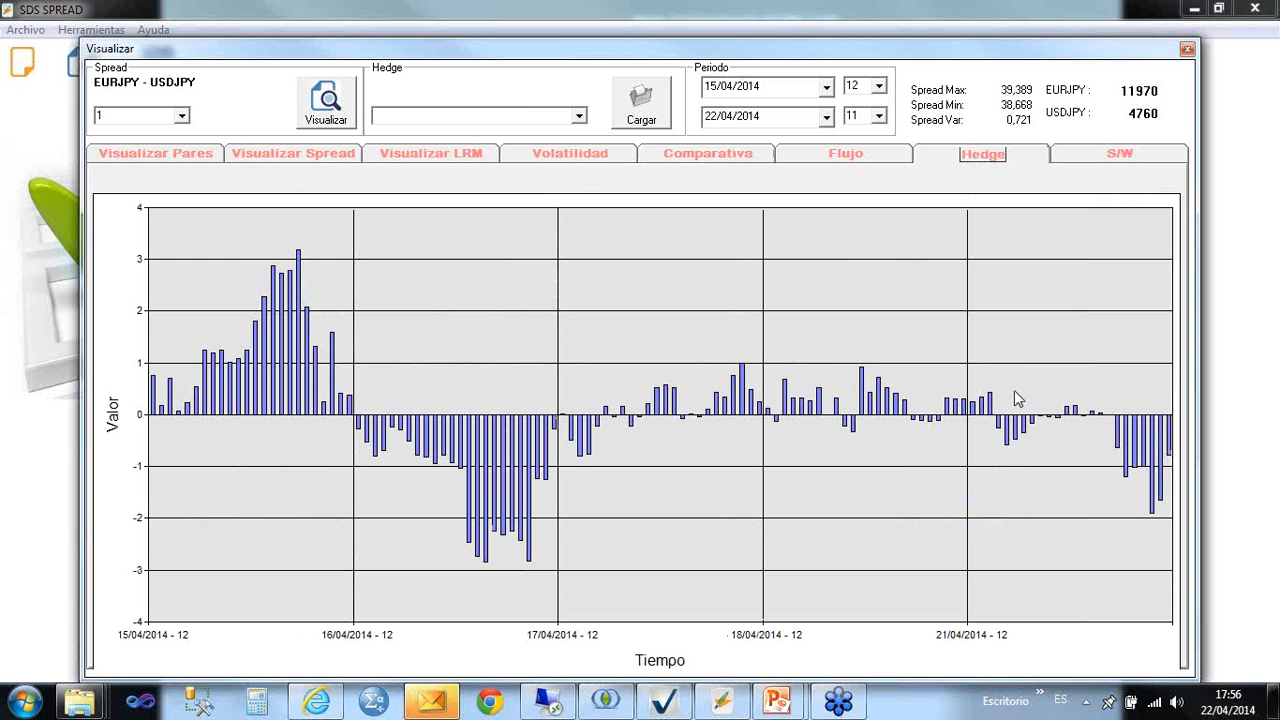 SDS SPREAD
Archivo Herramientas Ayuda
Visualizar
Spread
EURJPY - USDJPY
1
Visualizar
Hedge
Cargar
Periodo
15/04/2014 12
22/04/2014 11
Spread Max: 39,389
Spread Min: 38,668
Spread Var: 0,721
EURJPY : 11970
USDJPY : 4760
Visualizar Pares Visualizar Spread Visualizar LRM Volatilidad Comparativa Flujo Hedge S/W
4
3
2
1
0
-1
-2
-3
-4
Valor
15/04/2014 - 12 16/04/2014 - 12 17/04/2014 - 12 18/04/2014 - 12 21/04/2014 - 12
Tiempo
Escritorio » ES 17:56
22/04/2014